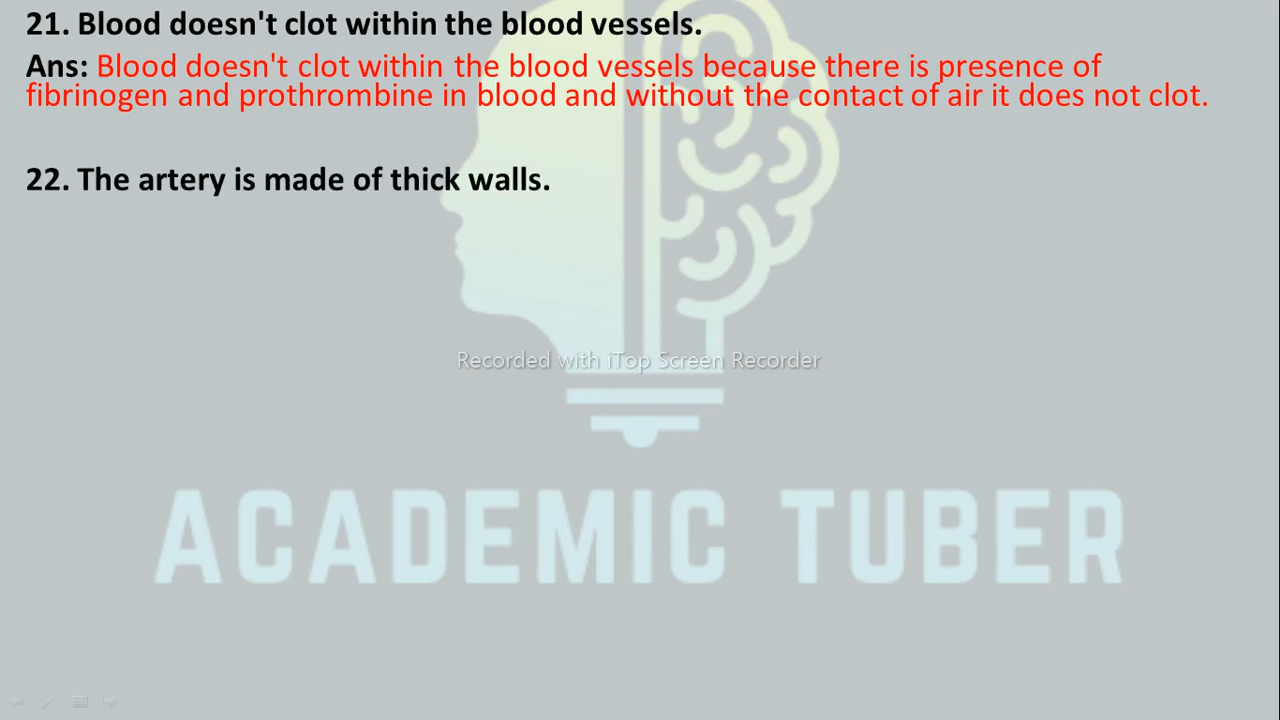 21. Blood doesn't clot within the blood vessels.
Ans: Blood doesn't clot within the blood vessels because there is presence of
fibrinogen and prothrombine in blood and without the contact of air it does not clot.
22. The artery is made of thick walls.
Recorded with iTop Screen Recorder
ACADEMIC TUBER